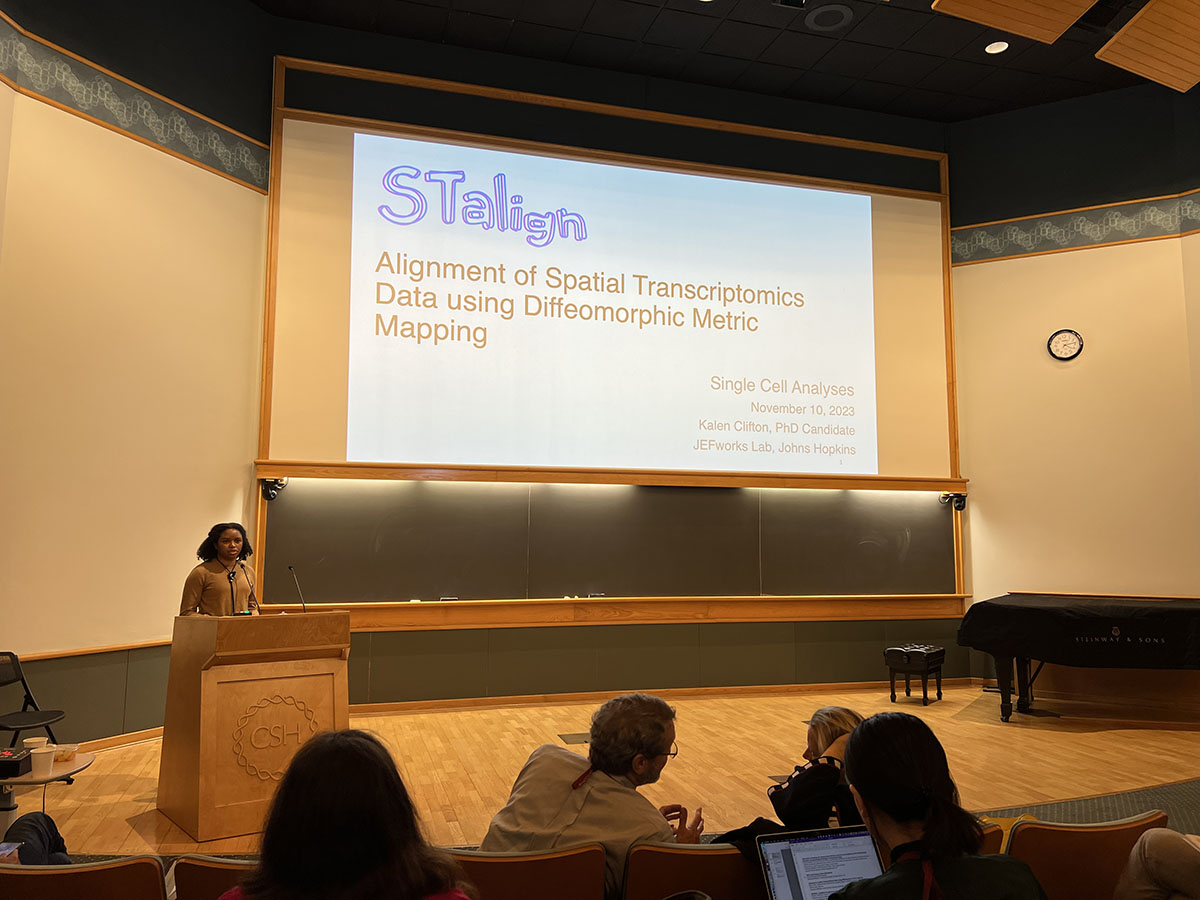 STalign
Alignment of Spatial Transcriptomics
Data using Diffeomorphic Metric
Mapping
Single Cell Analyses
November 10, 2023
Kalen Clifton, PhD Candidate
JEFworks Lab, Johns Hopkins
1
STEINWAY & SONS
CSH